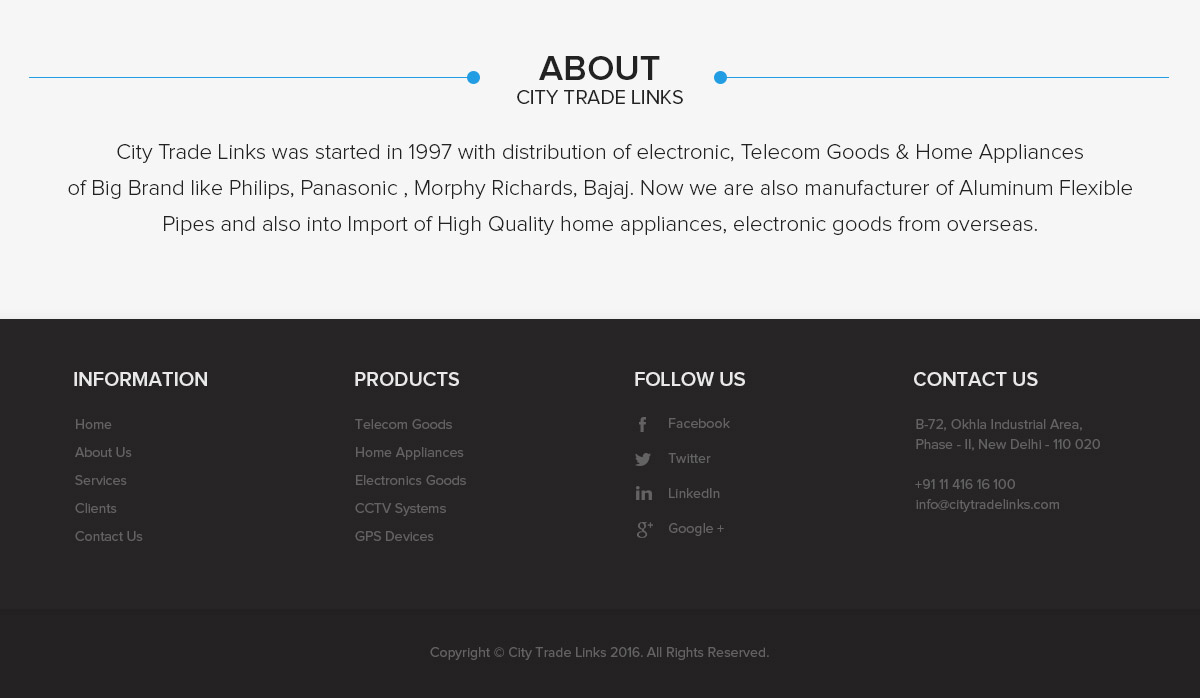 ABOUT
CITY TRADE LINKS
City Trade Links was started in 1997 with distribution of electronic, Telecom Goods & Home Appliances
of Big Brand like Philips, Panasonic , Morphy Richards, Bajaj. Now we are also manufacturer of Aluminum Flexible
Pipes and also into Import of High Quality home appliances, electronic goods from overseas.
INFORMATION
Home
About Us
Services
Clients
Contact Us
PRODUCTS
Telecom Goods
Home Appliances
Electronics Goods
CCTV Systems
GPS Devices
FOLLOW US
Facebook
Twitter
LinkedIn
Google +
CONTACT US
B-72, Okhla Industrial Area,
Phase - II, New Delhi - 110 020
+91 11 416 16 100
info@citytradelinks.com
Copyright © City Trade Links 2016. All Rights Reserved.